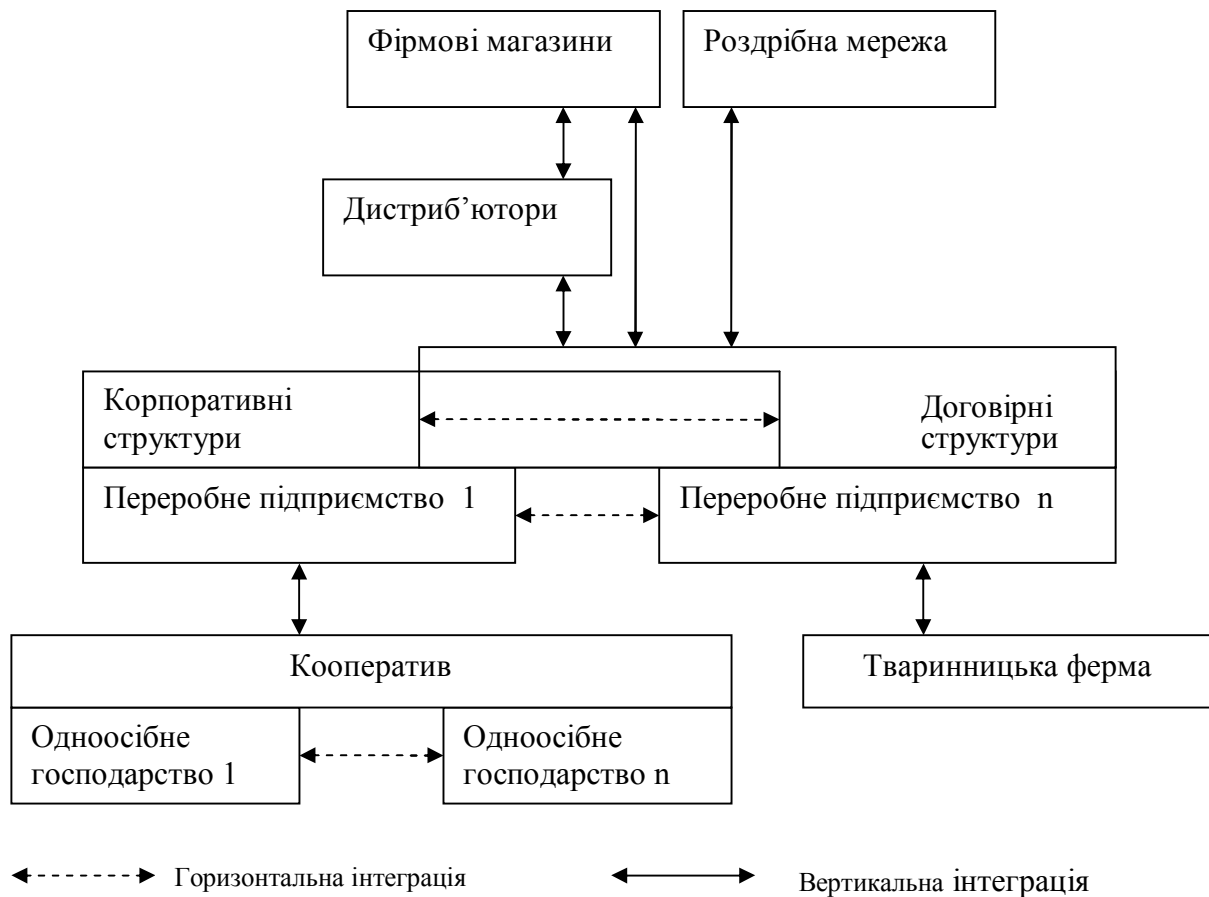 Фірмові магазини
Роздрібна мережа
Дистриб’ютори
Корпоративні
структури
Договірні
структури
Переробне підприємство 1
Переробне підприємство n
Кооператив
Тваринницька ферма
Одноосібне
господарство 1
Одноосібне
господарство n
Горизонтальна інтеграція
Вертикальна інтеграція